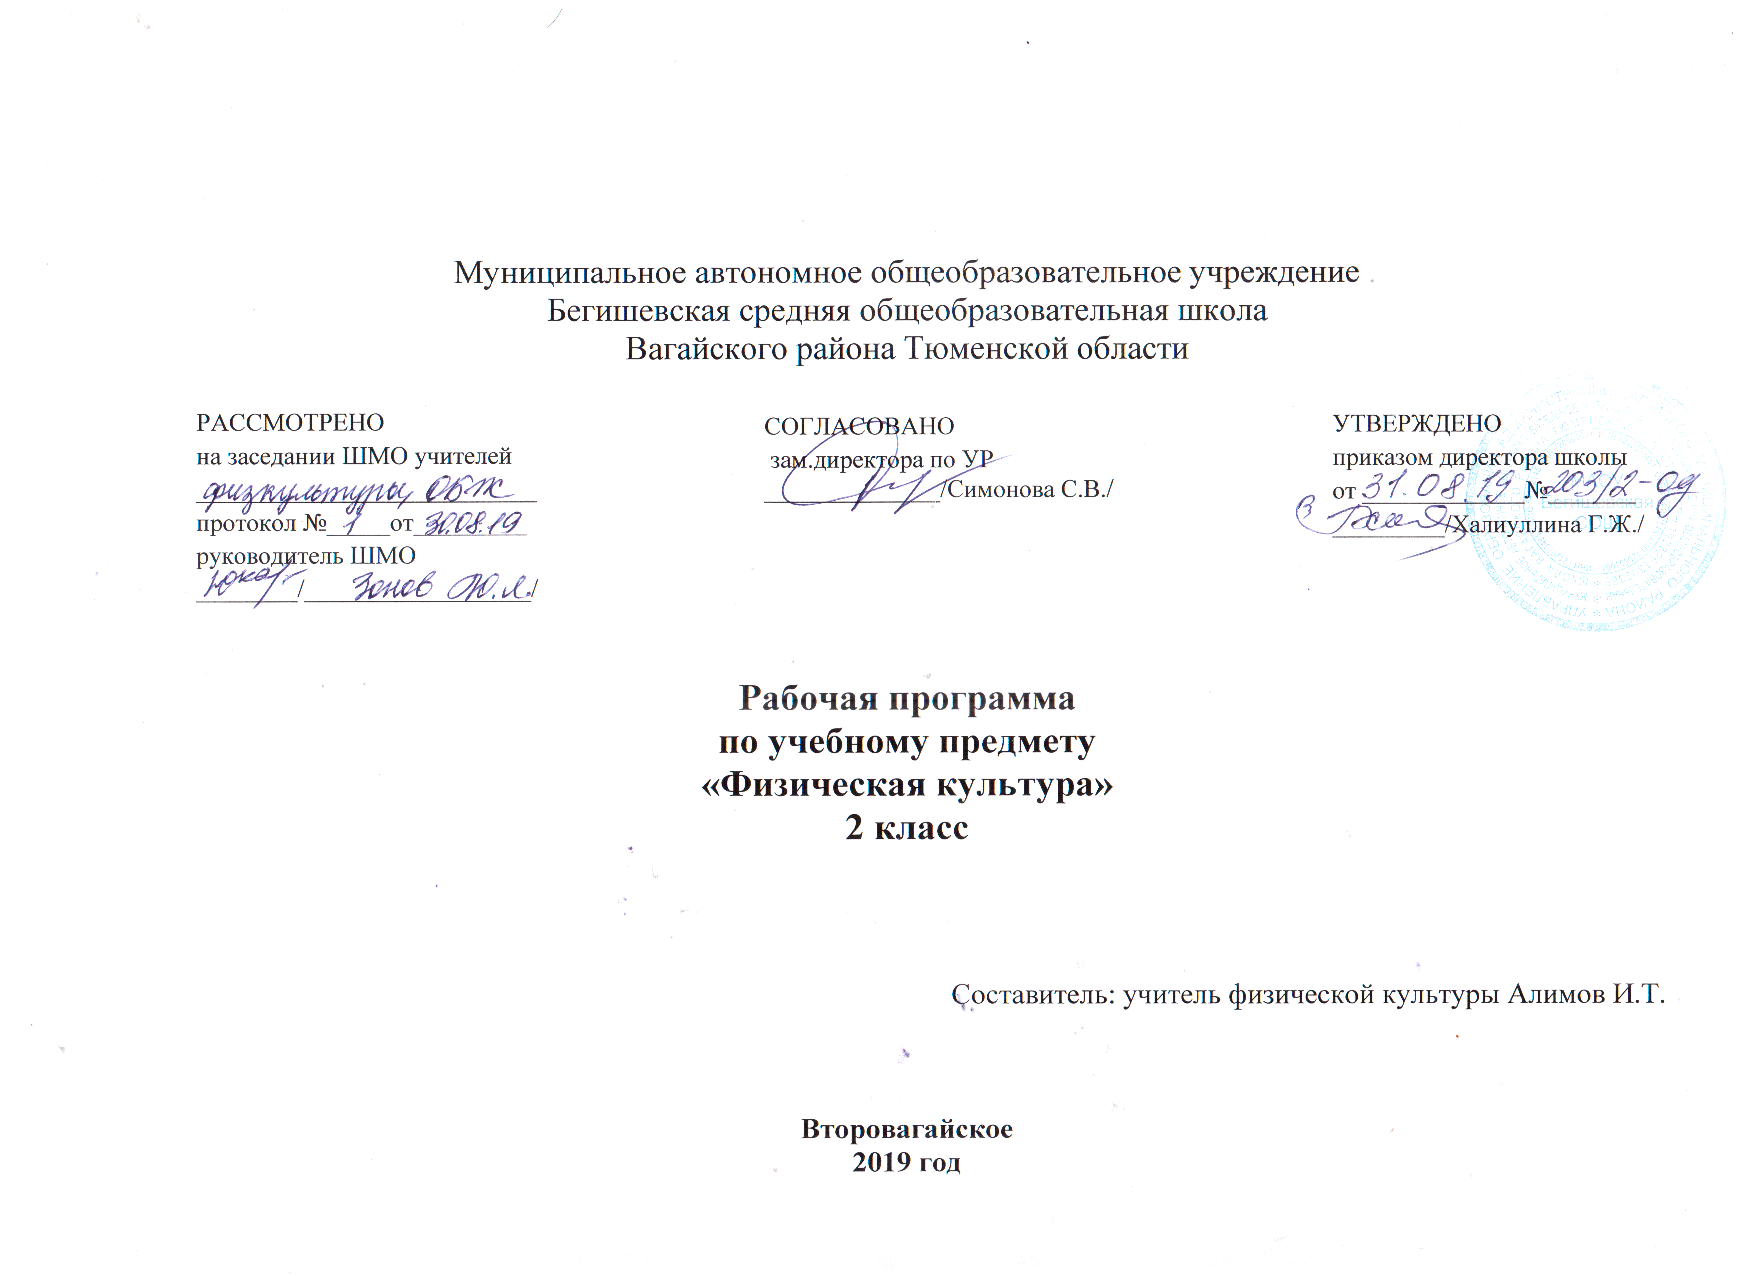 Муниципальное автономное общеобразовательное учреждение
Бегишевская средняя общеобразовательная школа
Вагайского района Тюменской области
РАССМОТРЕНО
на заседании ШМО учителей
физкультуры, ОБЖ
протокол № 1 от 30.08.19
руководитель ШМО
/ Зонов Ю.Л./
СОГЛАСОВАНО
зам.директора по УР
/Симонова С.В./
УТВЕРЖДЕНО
приказом директора школы
от 31.08.19 № 203/2-од
/Халиуллина Г.Ж./
Рабочая программа
по учебному предмету
«Физическая культура»
2 класс
Составитель: учитель физической культуры Алимов И.Т.
Второвагайское
2019 год